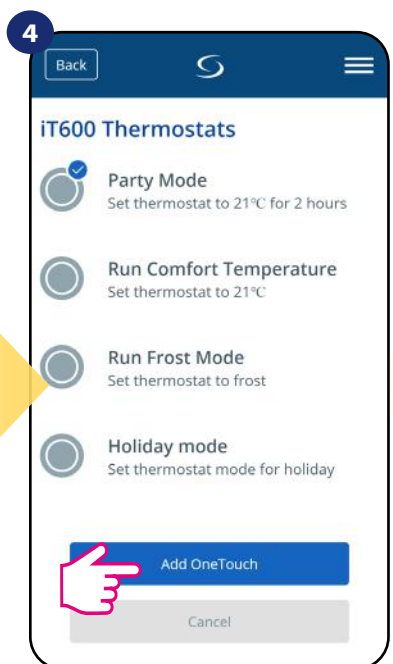 4
Back
iT600 Thermostats
Party Mode
Set thermostat to 21℃ for 2 hours
Run Comfort Temperature
Set thermostat to 21℃
Run Frost Mode
Set thermostat to frost
Holiday mode
Set thermostat mode for holiday
Add OneTouch
Cancel